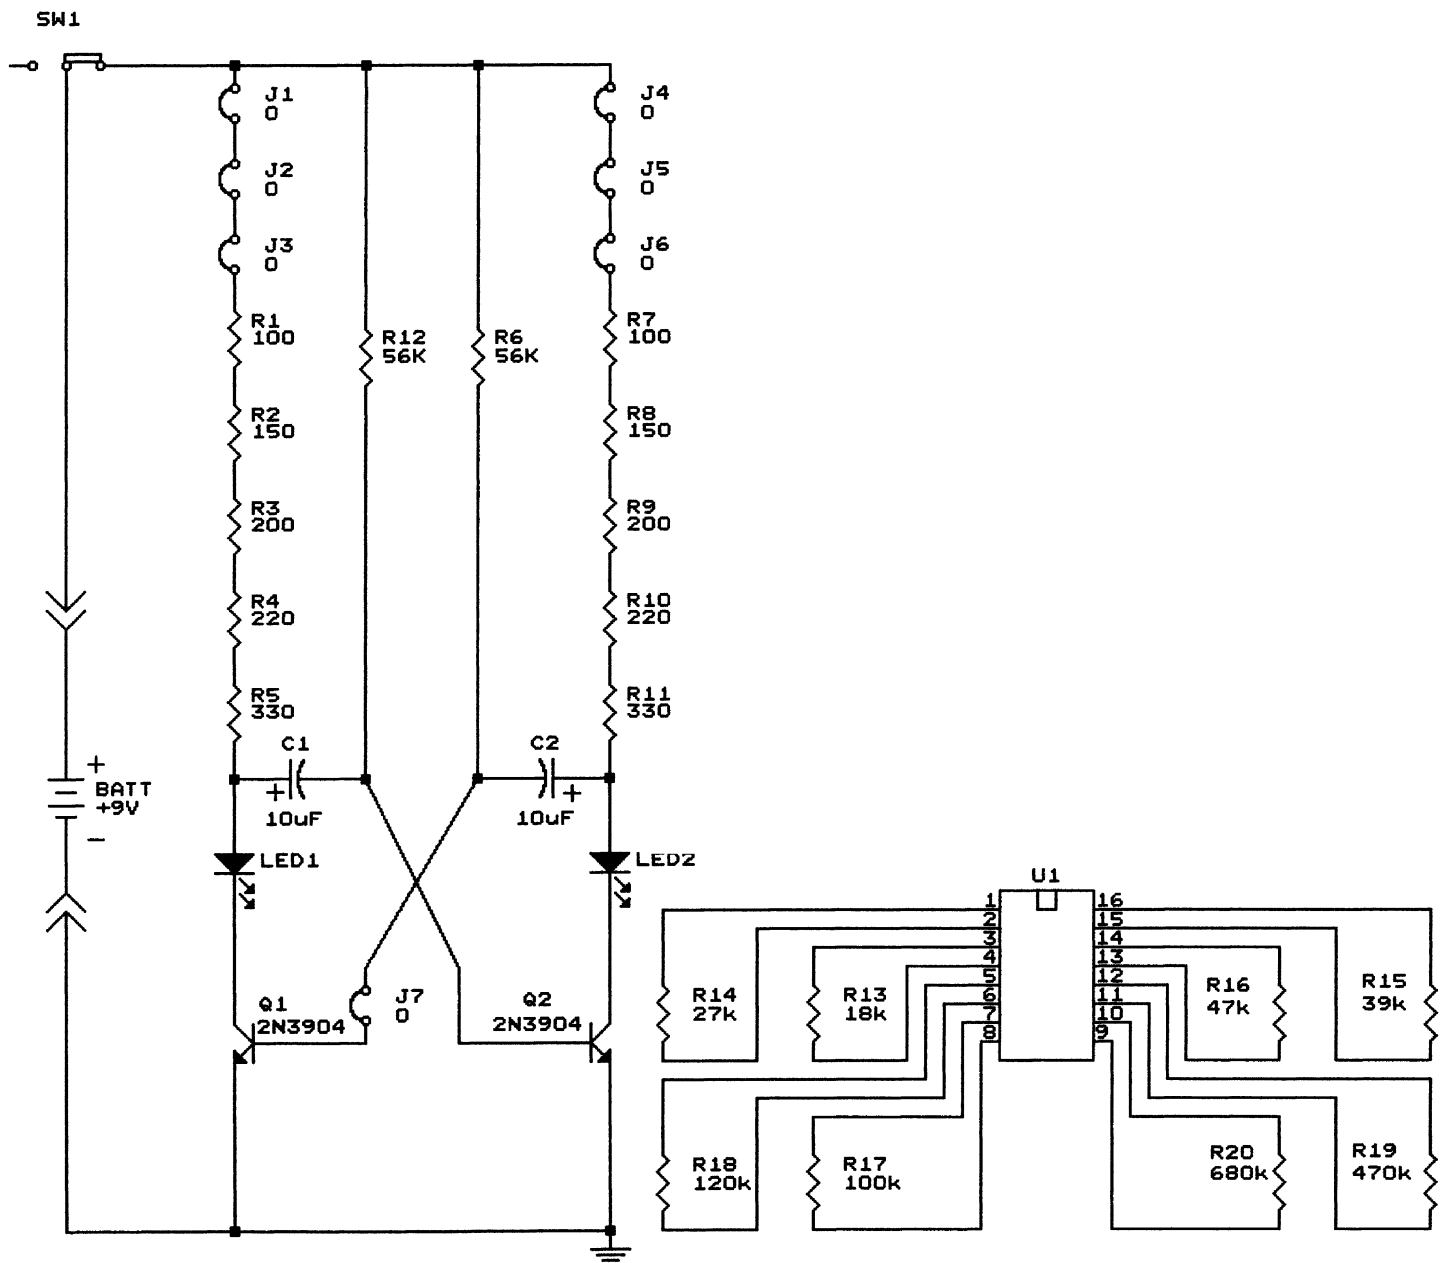 SW1
J1
0
J2
0
J3
0
R1
100
R2
150
R3
200
R4
220
R5
330
R12
56K
R6
56K
J4
0
J5
0
J6
0
R7
100
R8
150
R9
200
R10
220
R11
330
+
BATT
+9V
−
C1
+
10uF
C2
+
10uF
LED1
LED2
Q1
2N3904
J7
0
Q2
2N3904
U1
1
2
3
4
5
6
7
8
16
15
14
13
12
11
10
9
R14
27k
R13
18k
R16
47k
R15
39k
R18
120k
R17
100k
R20
680k
R19
470k